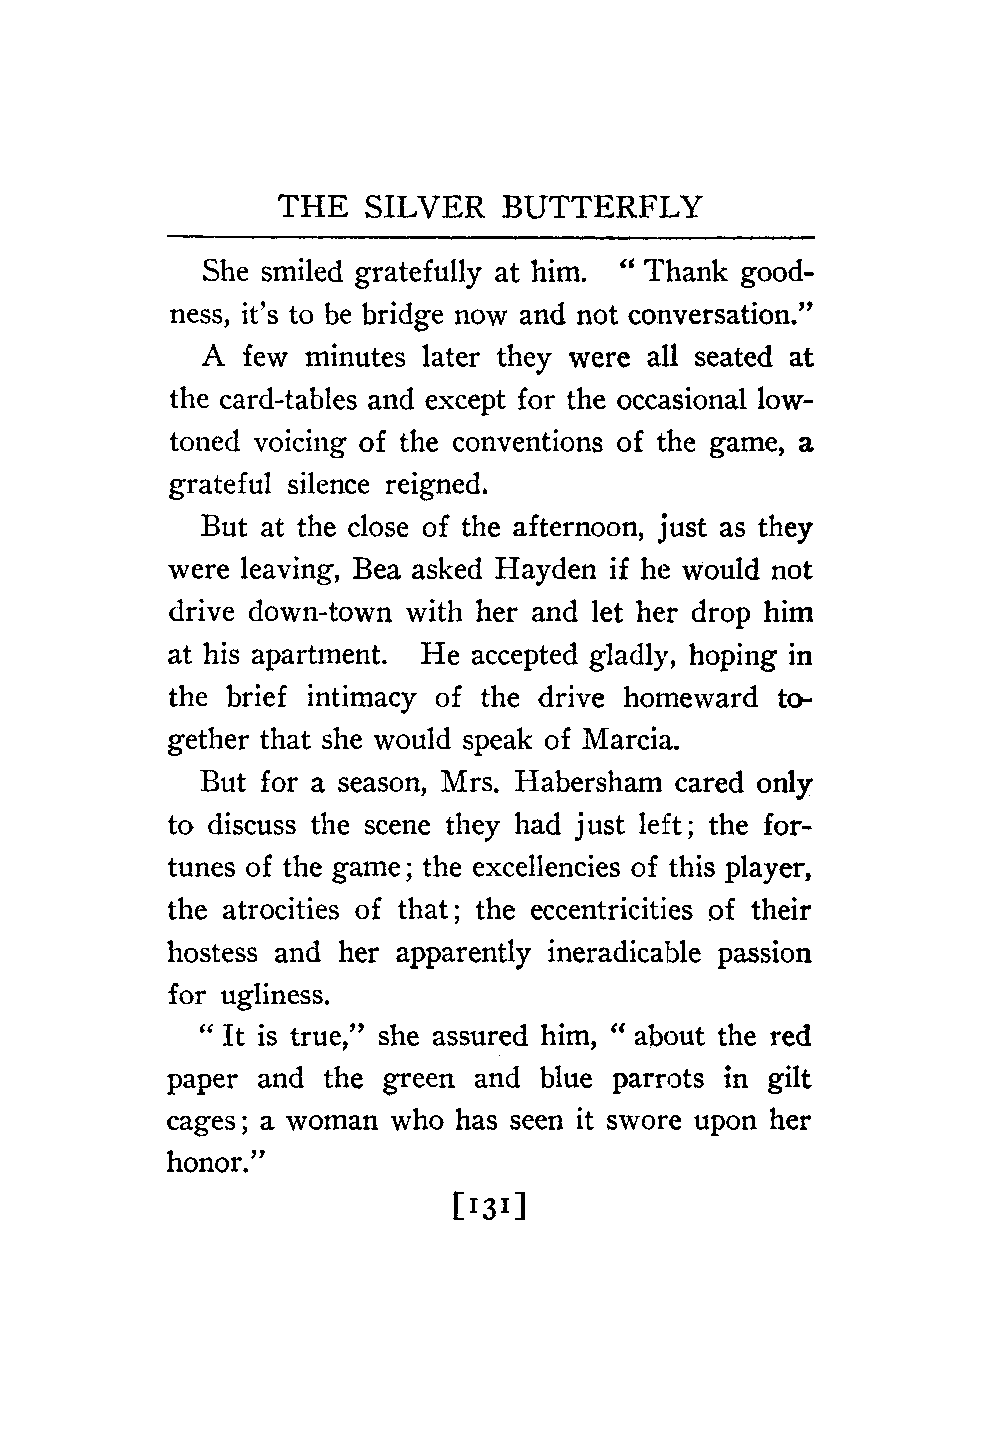 THE SILVER BUTTERFLY
She smiled gratefully at him. “ Thank good-
ness, it’s to be bridge now and not conversation.”
A few minutes later they were all seated at
the card-tables and except for the occasional low-
toned voicing of the conventions of the game, a
grateful silence reigned.
But at the close of the afternoon, just as they
were leaving, Bea asked Hayden if he would not
drive down-town with her and let her drop him
at his apartment. He accepted gladly, hoping in
the brief intimacy of the drive homeward to-
gether that she would speak of Marcia.
But for a season, Mrs. Habersham cared only
to discuss the scene they had just left; the for-
tunes of the game; the excellencies of this player,
the atrocities of that; the eccentricities of their
hostess and her apparently ineradicable passion
for ugliness.
“ It is true,” she assured him, “ about the red
paper and the green and blue parrots in gilt
cages; a woman who has seen it swore upon her
honor.”
[131]